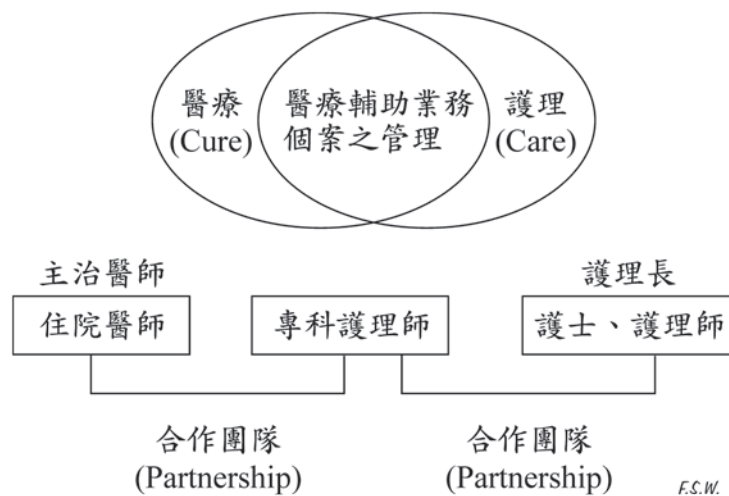 醫療
(Cure)
醫療輔助業務
個案之管理
護理
(Care)
主治醫師
住院醫師
專科護理師
護理長
護士、護理師
合作團隊
(Partnership)
合作團隊
(Partnership)
F.S.W.